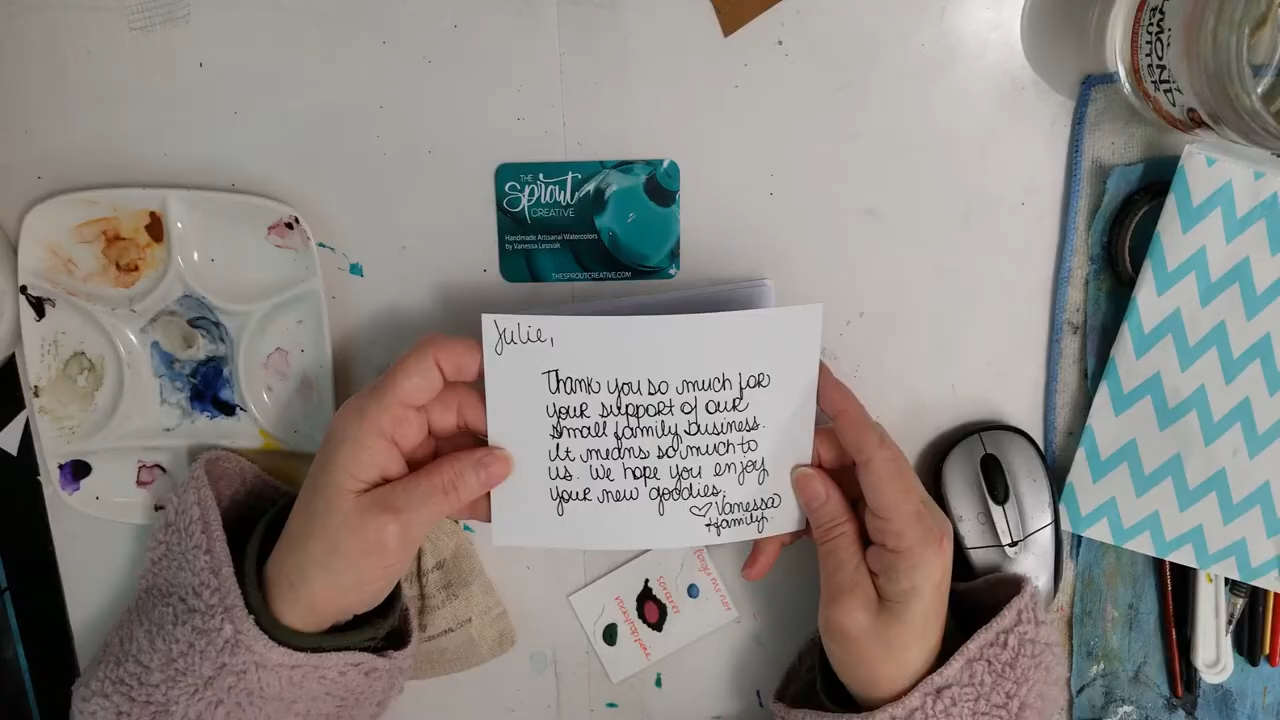 THE
Sprout
CREATIVE
Handmade Artisanal Watercolors
by Vanessa Lesniak
THESPROUTCREATIVE.COM
Julie,
Thank you so much for
your support of our
small family business.
It means so much to
us. We hope you enjoy
your new goodies.
♡ Vanessa
+ family.
forget me not
MOND
BUTTER